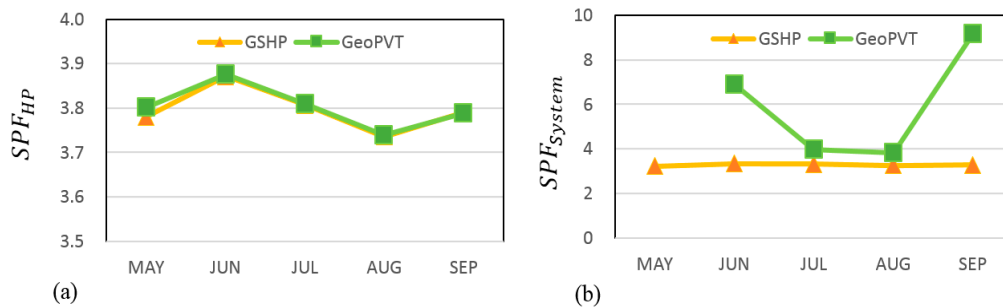 4.0
3.9
3.8
3.7
3.6
3.5
SPF_HP
GSHP GeoPVT
MAY JUN JUL AUG SEP
(a)
10
8
6
4
2
0
SPF_System
GSHP GeoPVT
MAY JUN JUL AUG SEP
(b)